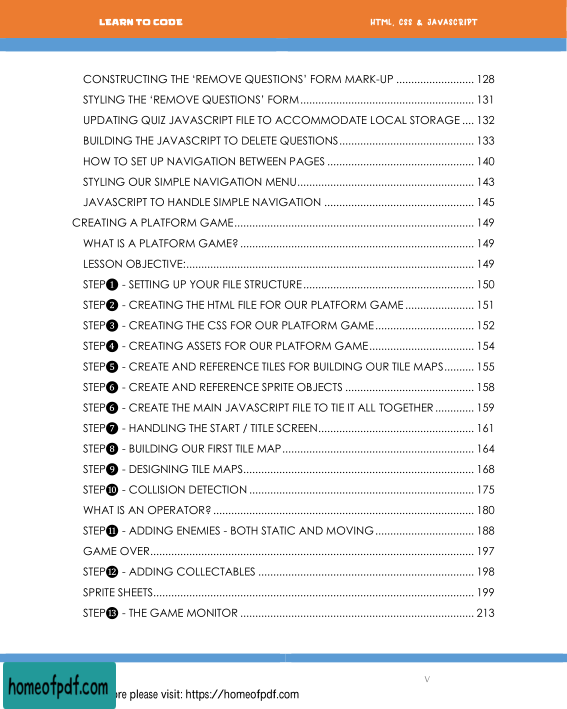 LEARN TO CODE
HTML, CSS & JAVASCRIPT
CONSTRUCTING THE ‘REMOVE QUESTIONS’ FORM MARK-UP .......................... 128
STYLING THE ‘REMOVE QUESTIONS’ FORM.......................................................... 131
UPDATING QUIZ JAVASCRIPT FILE TO ACCOMMODATE LOCAL STORAGE .... 132
BUILDING THE JAVASCRIPT TO DELETE QUESTIONS............................................. 133
HOW TO SET UP NAVIGATION BETWEEN PAGES ................................................. 140
STYLING OUR SIMPLE NAVIGATION MENU........................................................... 143
JAVASCRIPT TO HANDLE SIMPLE NAVIGATION .................................................. 145
CREATING A PLATFORM GAME................................................................................ 149
WHAT IS A PLATFORM GAME? .............................................................................. 149
LESSON OBJECTIVE:................................................................................................ 149
STEP❶ - SETTING UP YOUR FILE STRUCTURE......................................................... 150
STEP❷ - CREATING THE HTML FILE FOR OUR PLATFORM GAME....................... 151
STEP❸ - CREATING THE CSS FOR OUR PLATFORM GAME................................. 152
STEP❹ - CREATING ASSETS FOR OUR PLATFORM GAME................................... 154
STEP❺ - CREATE AND REFERENCE TILES FOR BUILDING OUR TILE MAPS.......... 155
STEP❻ - CREATE AND REFERENCE SPRITE OBJECTS ........................................... 158
STEP❻ - CREATE THE MAIN JAVASCRIPT FILE TO TIE IT ALL TOGETHER ............. 159
STEP❼ - HANDLING THE START / TITLE SCREEN.................................................... 161
STEP❽ - BUILDING OUR FIRST TILE MAP................................................................ 164
STEP❾ - DESIGNING TILE MAPS............................................................................. 168
STEP❿ - COLLISION DETECTION ........................................................................... 175
WHAT IS AN OPERATOR? ....................................................................................... 180
STEP⓫ - ADDING ENEMIES - BOTH STATIC AND MOVING................................. 188
GAME OVER............................................................................................................ 197
STEP⓬ - ADDING COLLECTABLES ........................................................................ 198
SPRITE SHEETS........................................................................................................... 199
STEP⓭ - THE GAME MONITOR .............................................................................. 213
V
homeofpdf.com
re please visit: https://homeofpdf.com